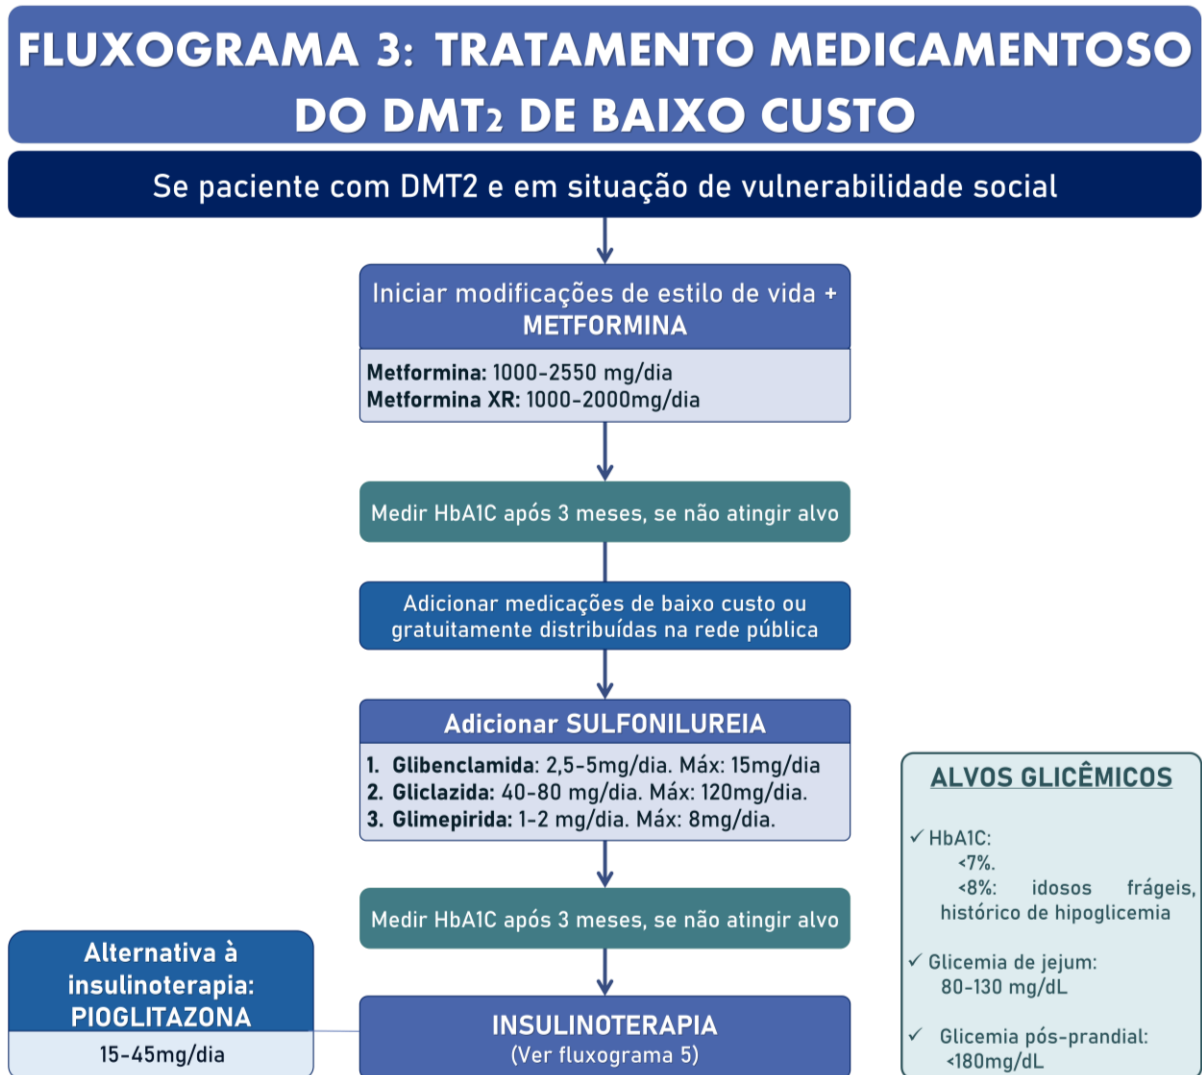 FLUXOGRAMA 3: TRATAMENTO MEDICAMENTOSO
DO DMT2 DE BAIXO CUSTO
Se paciente com DMT2 e em situação de vulnerabilidade social
Iniciar modificações de estilo de vida +
METFORMINA
Metformina: 1000-2550 mg/dia
Metformina XR: 1000-2000mg/dia
Medir HbA1C após 3 meses, se não atingir alvo
Adicionar medicações de baixo custo ou
gratuitamente distribuídas na rede pública
Adicionar SULFONILUREIA
1. Glibenclamida: 2,5-5mg/dia. Máx: 15mg/dia
2. Gliclazida: 40-80 mg/dia. Máx: 120mg/dia.
3. Glimepirida: 1-2 mg/dia. Máx: 8mg/dia.
Medir HbA1C após 3 meses, se não atingir alvo
INSULINOTERAPIA
(Ver fluxograma 5)
Alternativa à
insulinoterapia:
PIOGLITAZONA
15-45mg/dia
ALVOS GLICÊMICOS
✓ HbA1C:
<7%.
<8%: idosos frágeis,
histórico de hipoglicemia
✓ Glicemia de jejum:
80-130 mg/dL
✓ Glicemia pós-prandial:
<180mg/dL